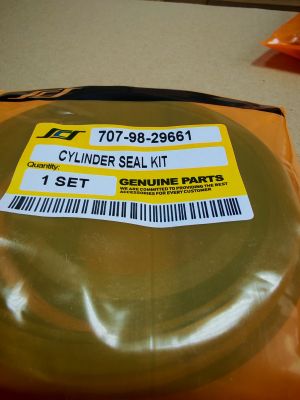 JCT 707-98-29661
CYLINDER SEAL KIT
Quantity:
1 SET
GENUINE PARTS
WE ARE COMMITTED TO PROVIDING THE BEST
ACCESSORIES FOR EVERY CUSTOMER